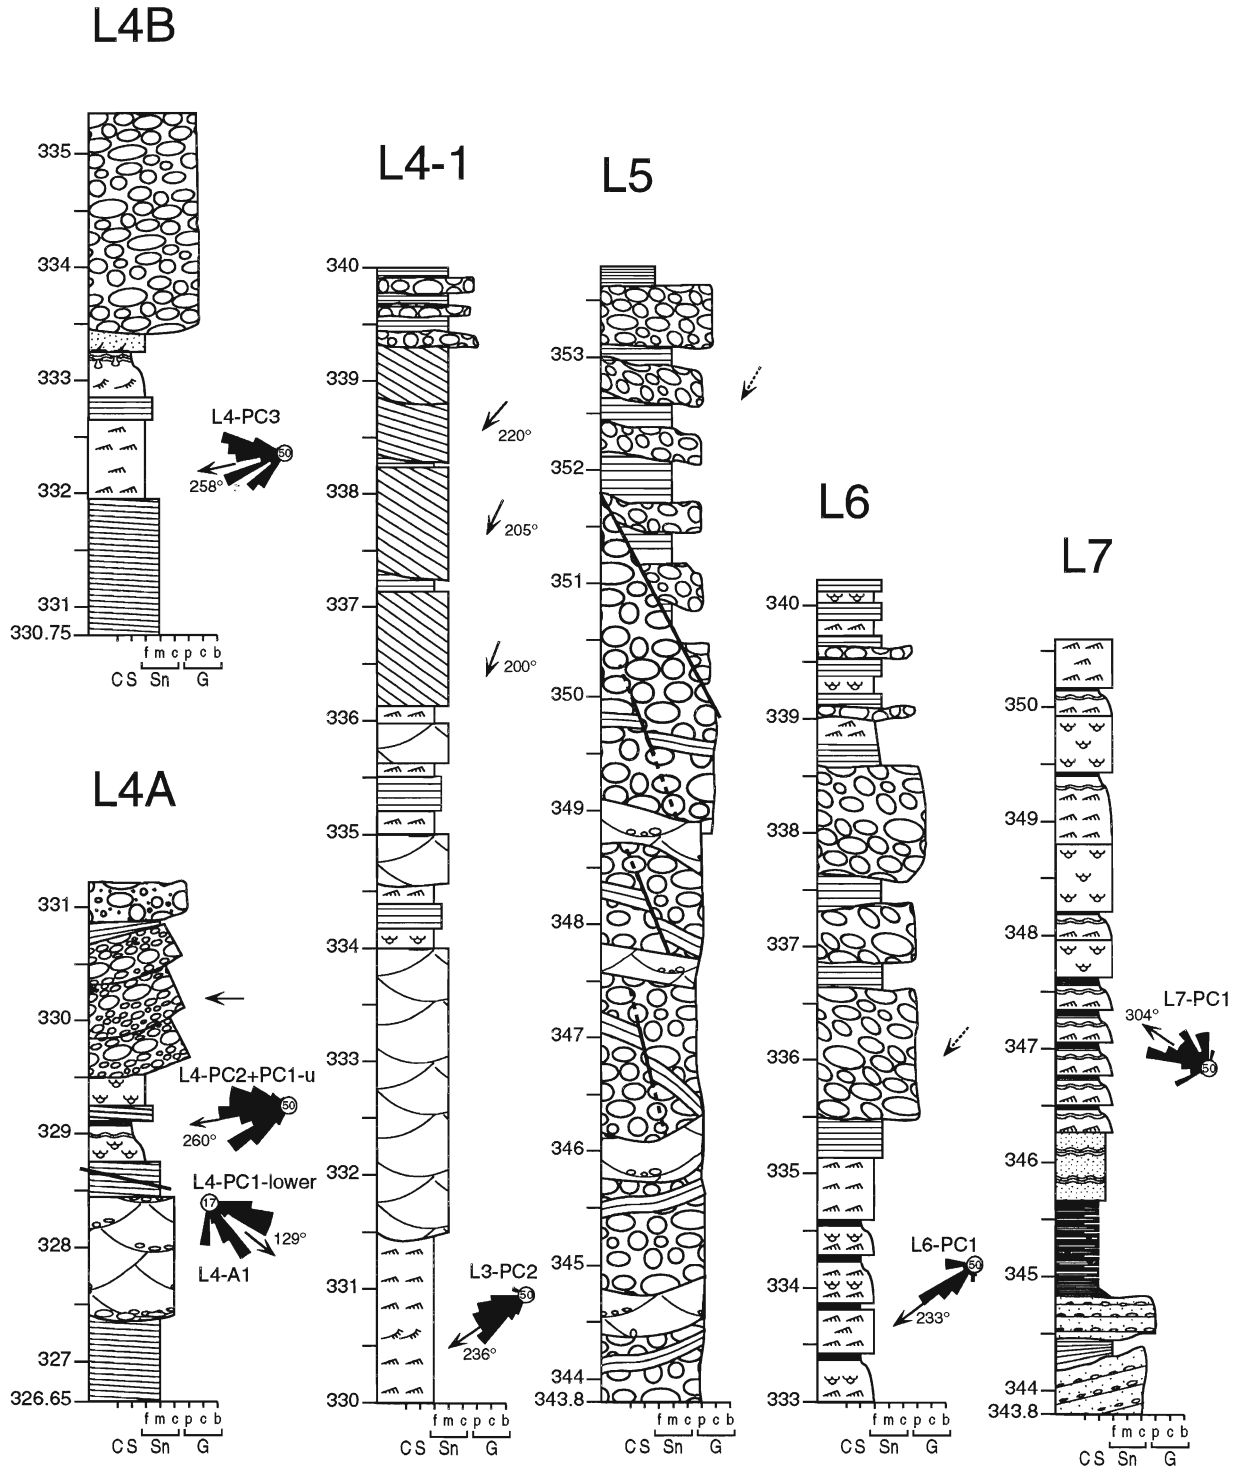 L4B
335
334
333
332
331
330.75
f m c p c b
C S Sn G
L4-PC3
50
258°
L4A
331
330
329
328
327
326.65
f m c p c b
C S Sn G
L4-PC2+PC1-u
50
260°
L4-PC1-lower
17
129°
L4-A1
L4-1
340
339
338
337
336
335
334
333
332
331
330
f m c p c b
C S Sn G
220°
205°
200°
L3-PC2
50
236°
L5
353
352
351
350
349
348
347
346
345
344
343.8
f m c p c b
C S Sn G
L6
340
339
338
337
336
335
334
333
f m c p c b
C S Sn G
L6-PC1
50
233°
L7
350
349
348
347
346
345
344
343.8
f m c p c b
C S Sn G
L7-PC1
304°
50